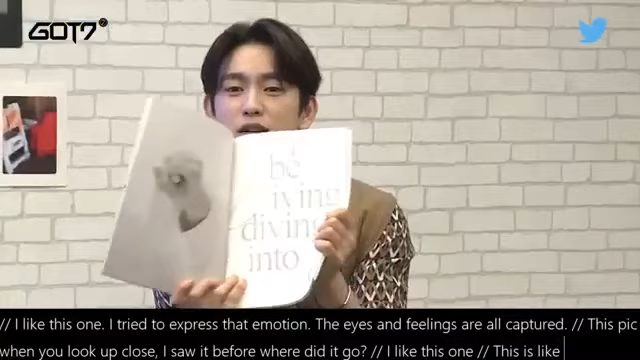 GOT7
be
iving
diving
into
// I like this one. I tried to express that emotion. The eyes and feelings are all captured. // This pic
when you look up close, I saw it before where did it go? // I like this one // This is like